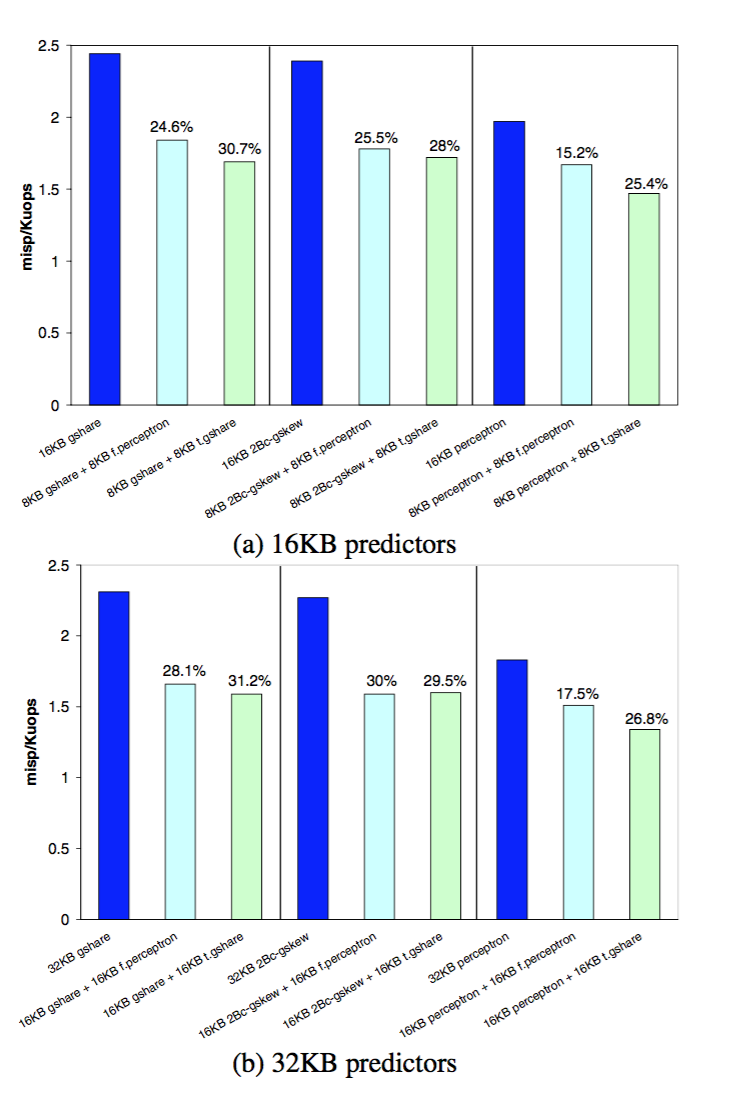 2.5
2
1.5
1
0.5
0
misp/Kuops
24.6%
30.7%
25.5%
28%
15.2%
25.4%
16KB gshare
8KB gshare + 8KB f.perceptron
8KB gshare + 8KB t.gshare
16KB 2Bc-gskew
8KB 2Bc-gskew + 8KB f.perceptron
8KB 2Bc-gskew + 8KB t.gshare
16KB perceptron
8KB perceptron + 8KB f.perceptron
8KB perceptron + 8KB t.gshare
(a) 16KB predictors
2.5
2
1.5
1
0.5
0
misp/Kuops
28.1%
31.2%
30%
29.5%
17.5%
26.8%
32KB gshare
16KB gshare + 16KB f.perceptron
16KB gshare + 16KB t.gshare
32KB 2Bc-gskew
16KB 2Bc-gskew + 16KB f.perceptron
16KB 2Bc-gskew + 16KB t.gshare
32KB perceptron
16KB perceptron + 16KB f.perceptron
16KB perceptron + 16KB t.gshare
(b) 32KB predictors